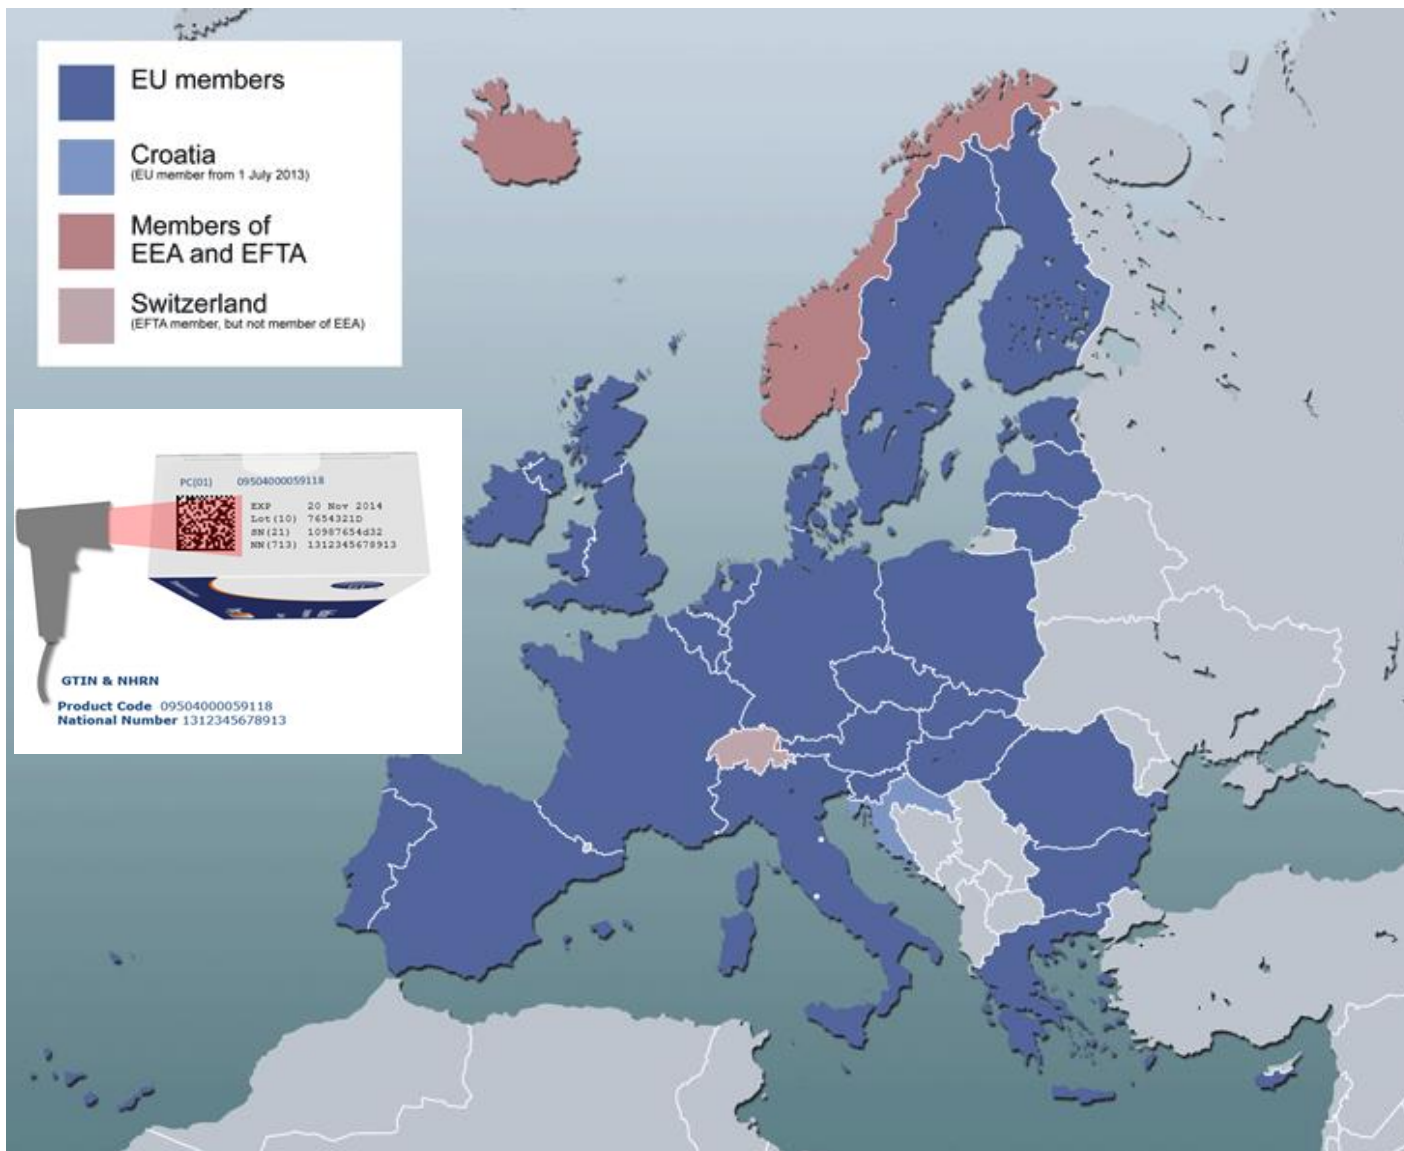 EU members
Croatia
(EU member from 1 July 2013)
Members of
EEA and EFTA
Switzerland
(EFTA member, but not member of EEA)
PC(01) 09504000059118
EXP 20 Nov 2014
Lot(10) 7654321D
SN(21) 10987654d32
NN(713) 1312345678913
GTIN & NHRN
Product Code 09504000059118
National Number 1312345678913